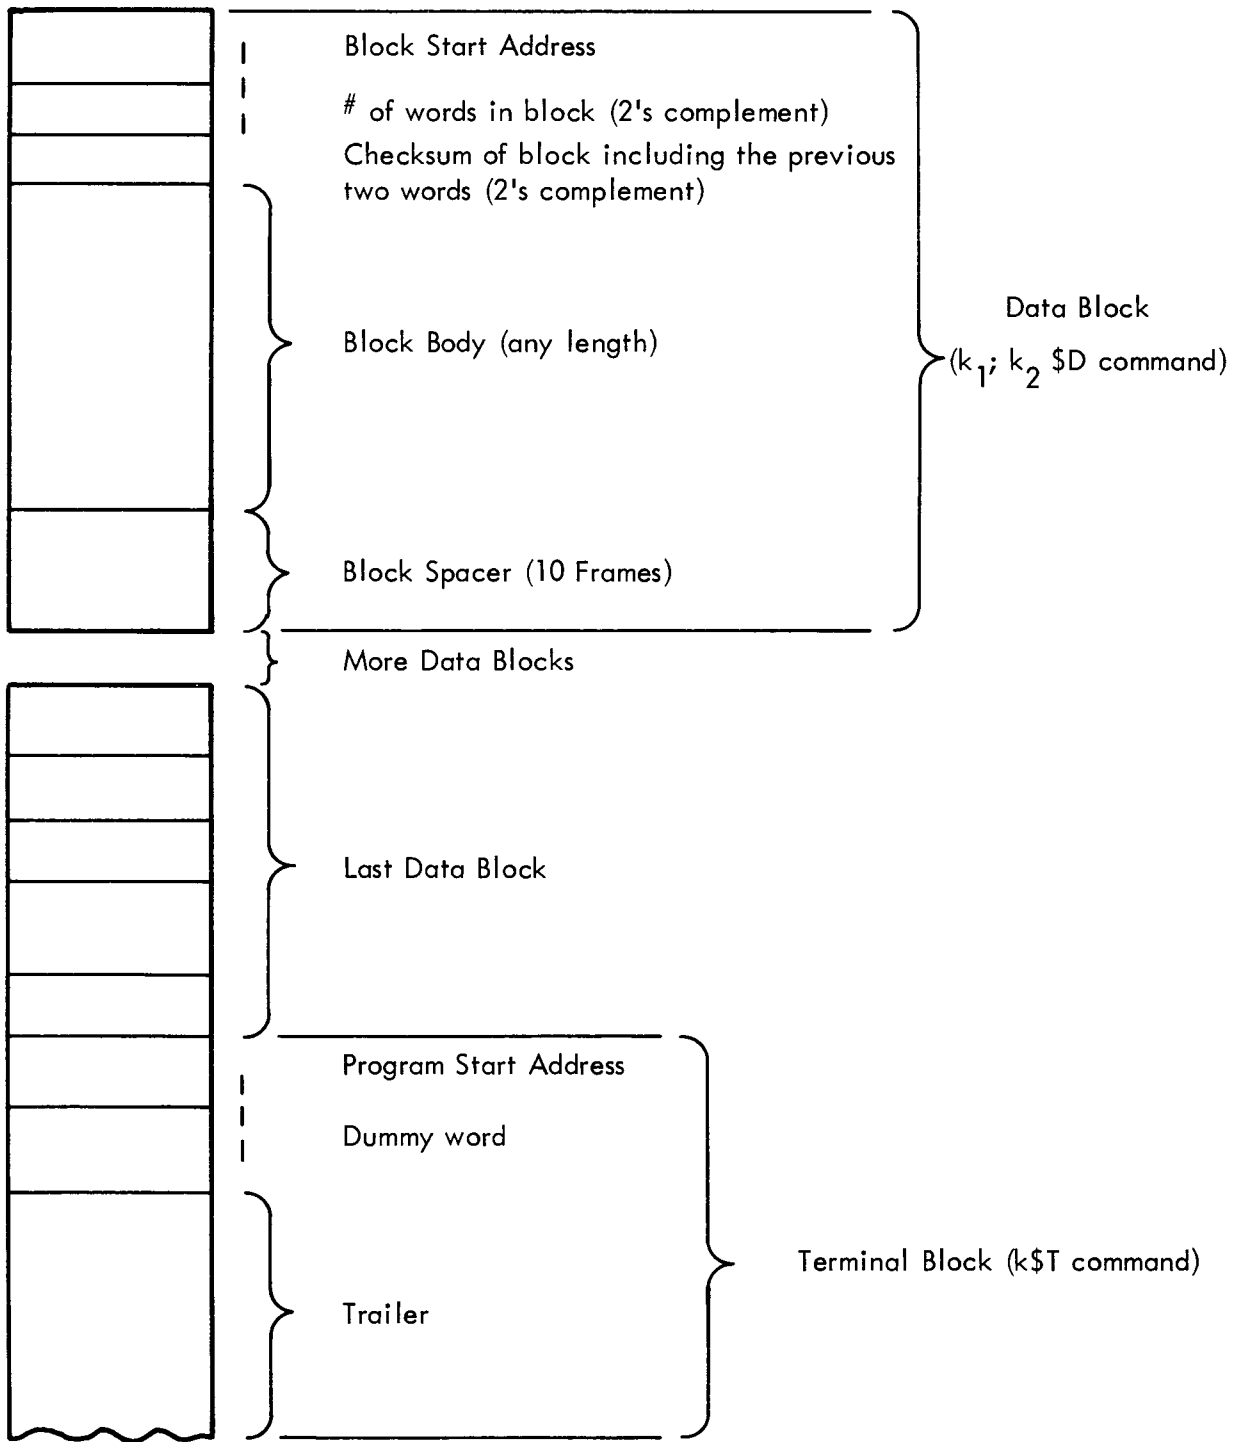 Block Start Address
# of words in block (2's complement)
Checksum of block including the previous
two words (2's complement)
Data Block
(k1; k2 $D command)
Block Body (any length)
Block Spacer (10 Frames)
More Data Blocks
Last Data Block
Program Start Address
Dummy word
Terminal Block (k$T command)
Trailer